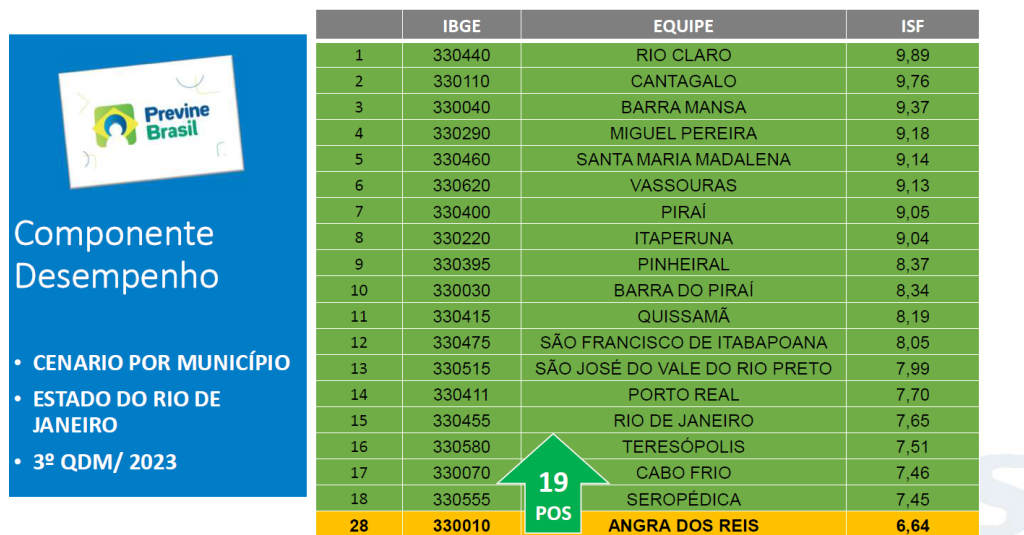 Previne
Brasil
Componente
Desempenho
• CENARIO POR MUNICÍPIO
• ESTADO DO RIO DE
JANEIRO
• 3º QDM/ 2023
IBGE EQUIPE ISF
1 330440 RIO CLARO 9,89
2 330110 CANTAGALO 9,76
3 330040 BARRA MANSA 9,37
4 330290 MIGUEL PEREIRA 9,18
5 330460 SANTA MARIA MADALENA 9,14
6 330620 VASSOURAS 9,13
7 330400 PIRAÍ 9,05
8 330220 ITAPERUNA 9,04
9 330395 PINHEIRAL 8,37
10 330030 BARRA DO PIRAÍ 8,34
11 330415 QUISSAMÃ 8,19
12 330475 SÃO FRANCISCO DE ITABAPOANA 8,05
13 330515 SÃO JOSÉ DO VALE DO RIO PRETO 7,99
14 330411 PORTO REAL 7,70
15 330455 RIO DE JANEIRO 7,65
16 330580 TERESÓPOLIS 7,51
17 330070 CABO FRIO 7,46
18 330555 SEROPÉDICA 7,45
28 330010 ANGRA DOS REIS 6,64
19
POS